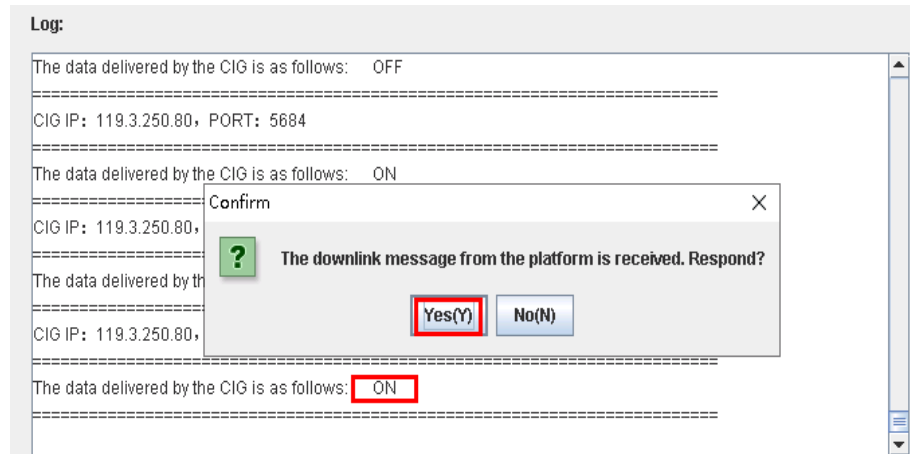 Log:
The data delivered by the CIG is as follows: OFF
==========================================================================
CIG IP：119.3.250.80，PORT：5684
==========================================================================
The data delivered by the CIG is as follows: ON
===================
Confirm
CIG IP：119.3.250.80，
===================
The downlink message from the platform is received. Respond?
The data delivered by th
===================
Yes(Y) No(N)
CIG IP：119.3.250.80，
==========================================================================
The data delivered by the CIG is as follows: ON
==========================================================================